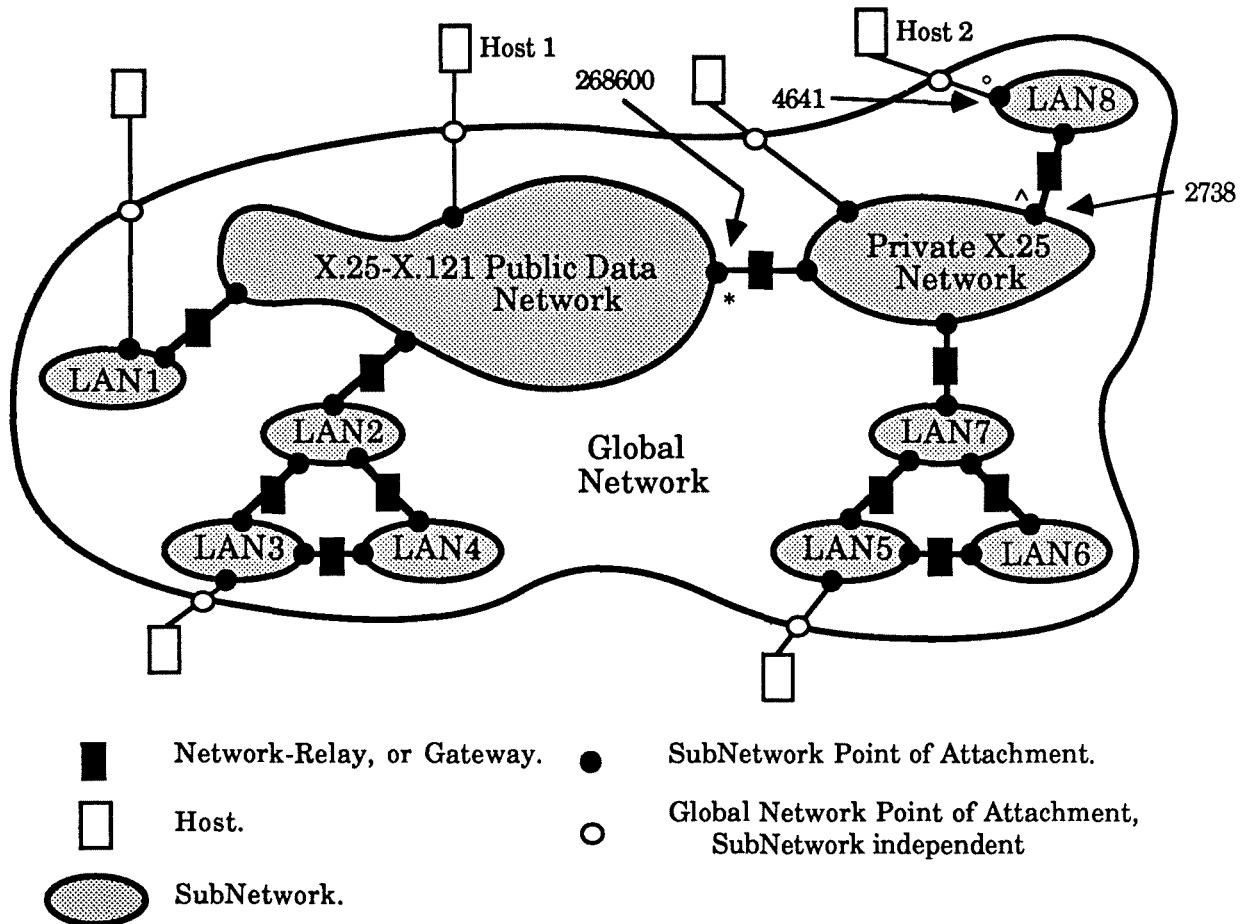 Host 1
Host 2
268600
4641
LAN8
2738
X.25-X.121 Public Data
Network
*
^
°
Private X.25
Network
LAN1
LAN2
Global
Network
LAN7
LAN3
LAN4
LAN5
LAN6
Network-Relay, or Gateway.
SubNetwork Point of Attachment.
Host.
Global Network Point of Attachment,
SubNetwork independent
SubNetwork.